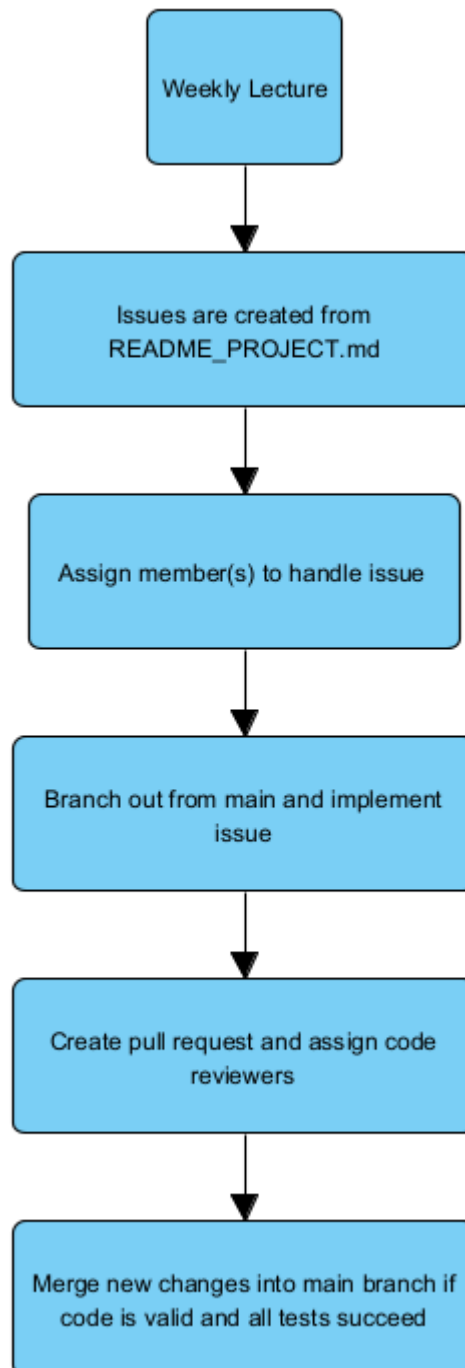 Weekly Lecture
Issues are created from
README_PROJECT.md
Assign member(s) to handle issue
Branch out from main and implement
issue
Create pull request and assign code
reviewers
Merge new changes into main branch if
code is valid and all tests succeed